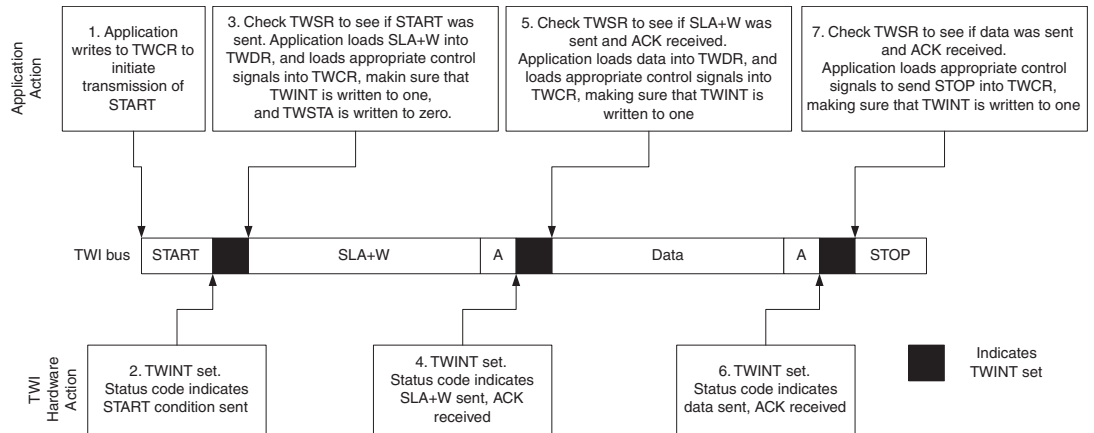 Application
Action
1. Application
writes to TWCR to
initiate
transmission of
START
3. Check TWSR to see if START was
sent. Application loads SLA+W into
TWDR, and loads appropriate control
signals into TWCR, makin sure that
TWINT is written to one,
and TWSTA is written to zero.
5. Check TWSR to see if SLA+W was
sent and ACK received.
Application loads data into TWDR, and
loads appropriate control signals into
TWCR, making sure that TWINT is
written to one
7. Check TWSR to see if data was sent
and ACK received.
Application loads appropriate control
signals to send STOP into TWCR,
making sure that TWINT is written to one
TWI bus
START
SLA+W
A
Data
A
STOP
TWI
Hardware
Action
2. TWINT set.
Status code indicates
START condition sent
4. TWINT set.
Status code indicates
SLA+W sent, ACK
received
6. TWINT set.
Status code indicates
data sent, ACK received
Indicates
TWINT set